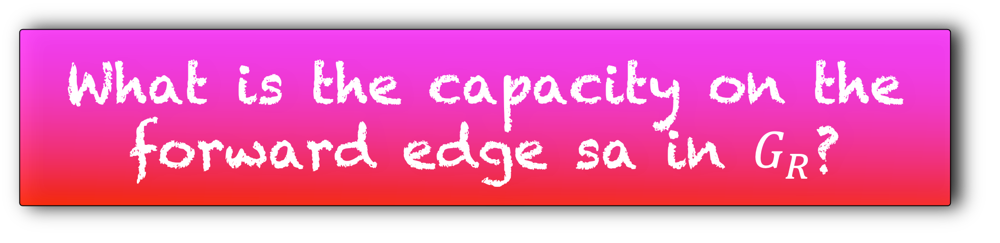 What is the capacity on the
forward edge sa in $G_R$?